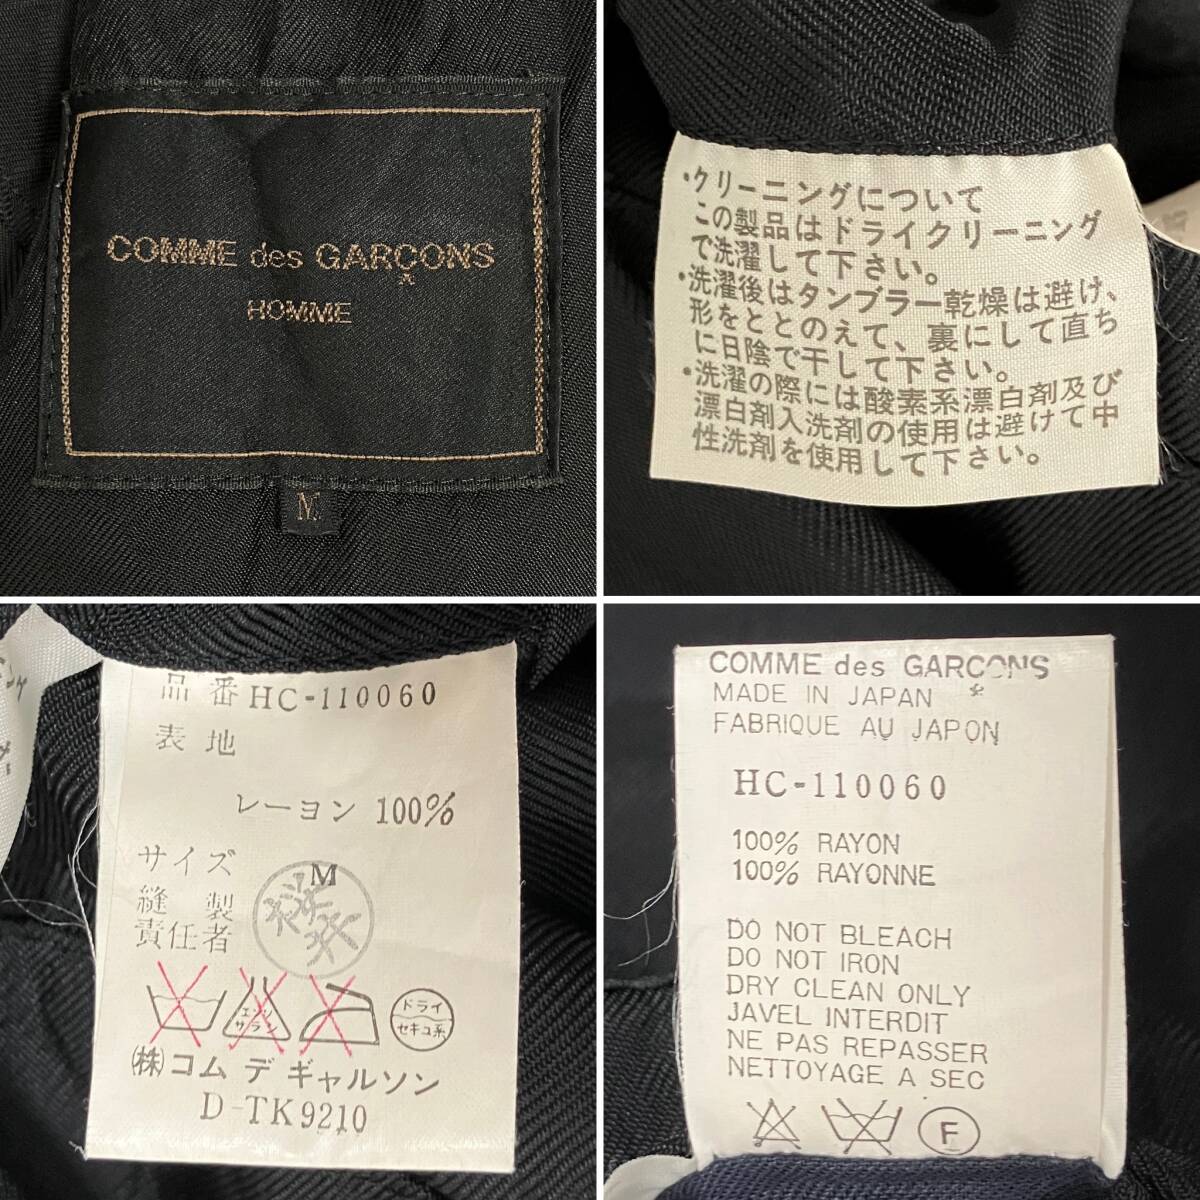 COMME des GARÇONS
HOMME
M
・クリーニングについて
この製品はドライクリーニング
で洗濯して下さい。
・洗濯後はタンブラー乾燥は避け、
形をととのえて、裏にして直ち
に日陰で干して下さい。
・洗濯の際には酸素系漂白剤及び
漂白剤入洗剤の使用は避けて中
性洗剤を使用して下さい。
品番 HC-110060
表地
レーヨン 100%
サイズ M
縫製
責任者
エンソ
サラシ
ドライ
セキユ系
(株)コム デ ギャルソン
D-TK9210
COMME des GARÇONS
MADE IN JAPAN
FABRIQUE AU JAPON
HC-110060
100% RAYON
100% RAYONNE
DO NOT BLEACH
DO NOT IRON
DRY CLEAN ONLY
JAVEL INTERDIT
NE PAS REPASSER
NETTOYAGE A SEC
F